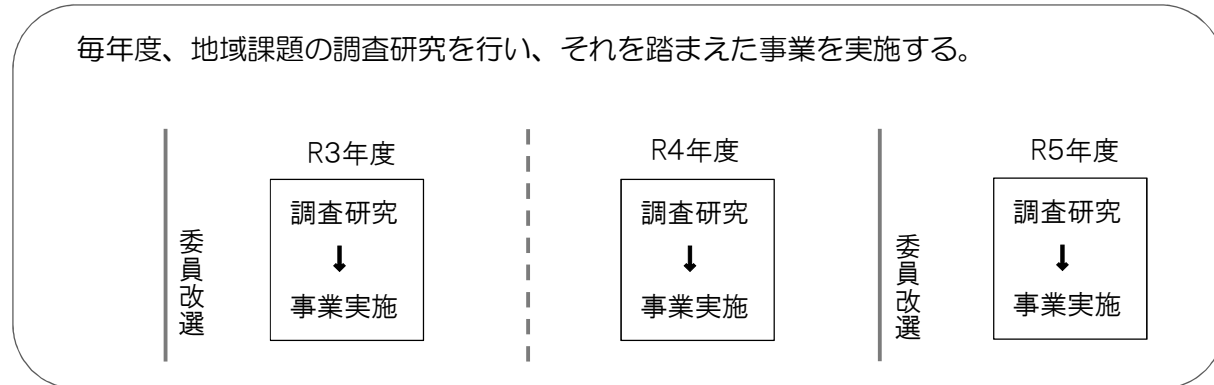 毎年度、地域課題の調査研究を行い、それを踏まえた事業を実施する。
委員改選
R3年度
調査研究
↓
事業実施
R4年度
調査研究
↓
事業実施
委員改選
R5年度
調査研究
↓
事業実施